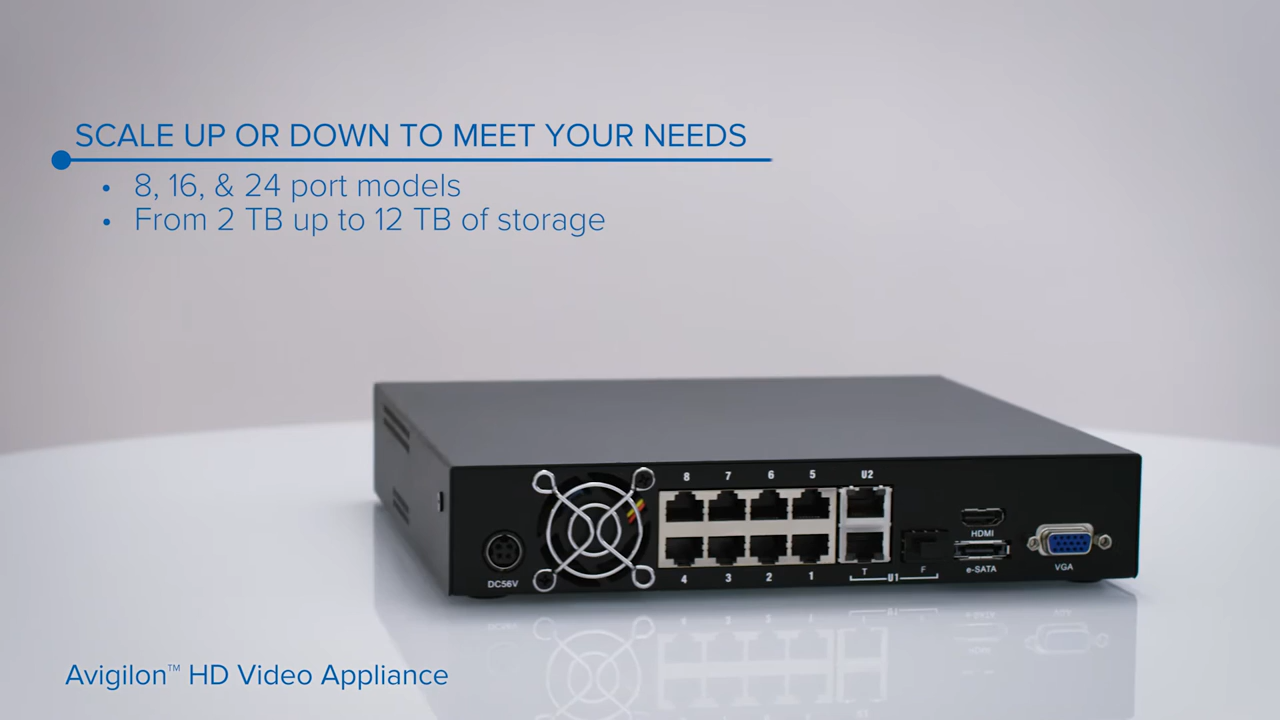 SCALE UP OR DOWN TO MEET YOUR NEEDS
• 8, 16, & 24 port models
• From 2 TB up to 12 TB of storage
8 7 6 5 U2
HDMI
DC56V
4 3 2 1 T U1 F
e-SATA
VGA
Avigilon™ HD Video Appliance